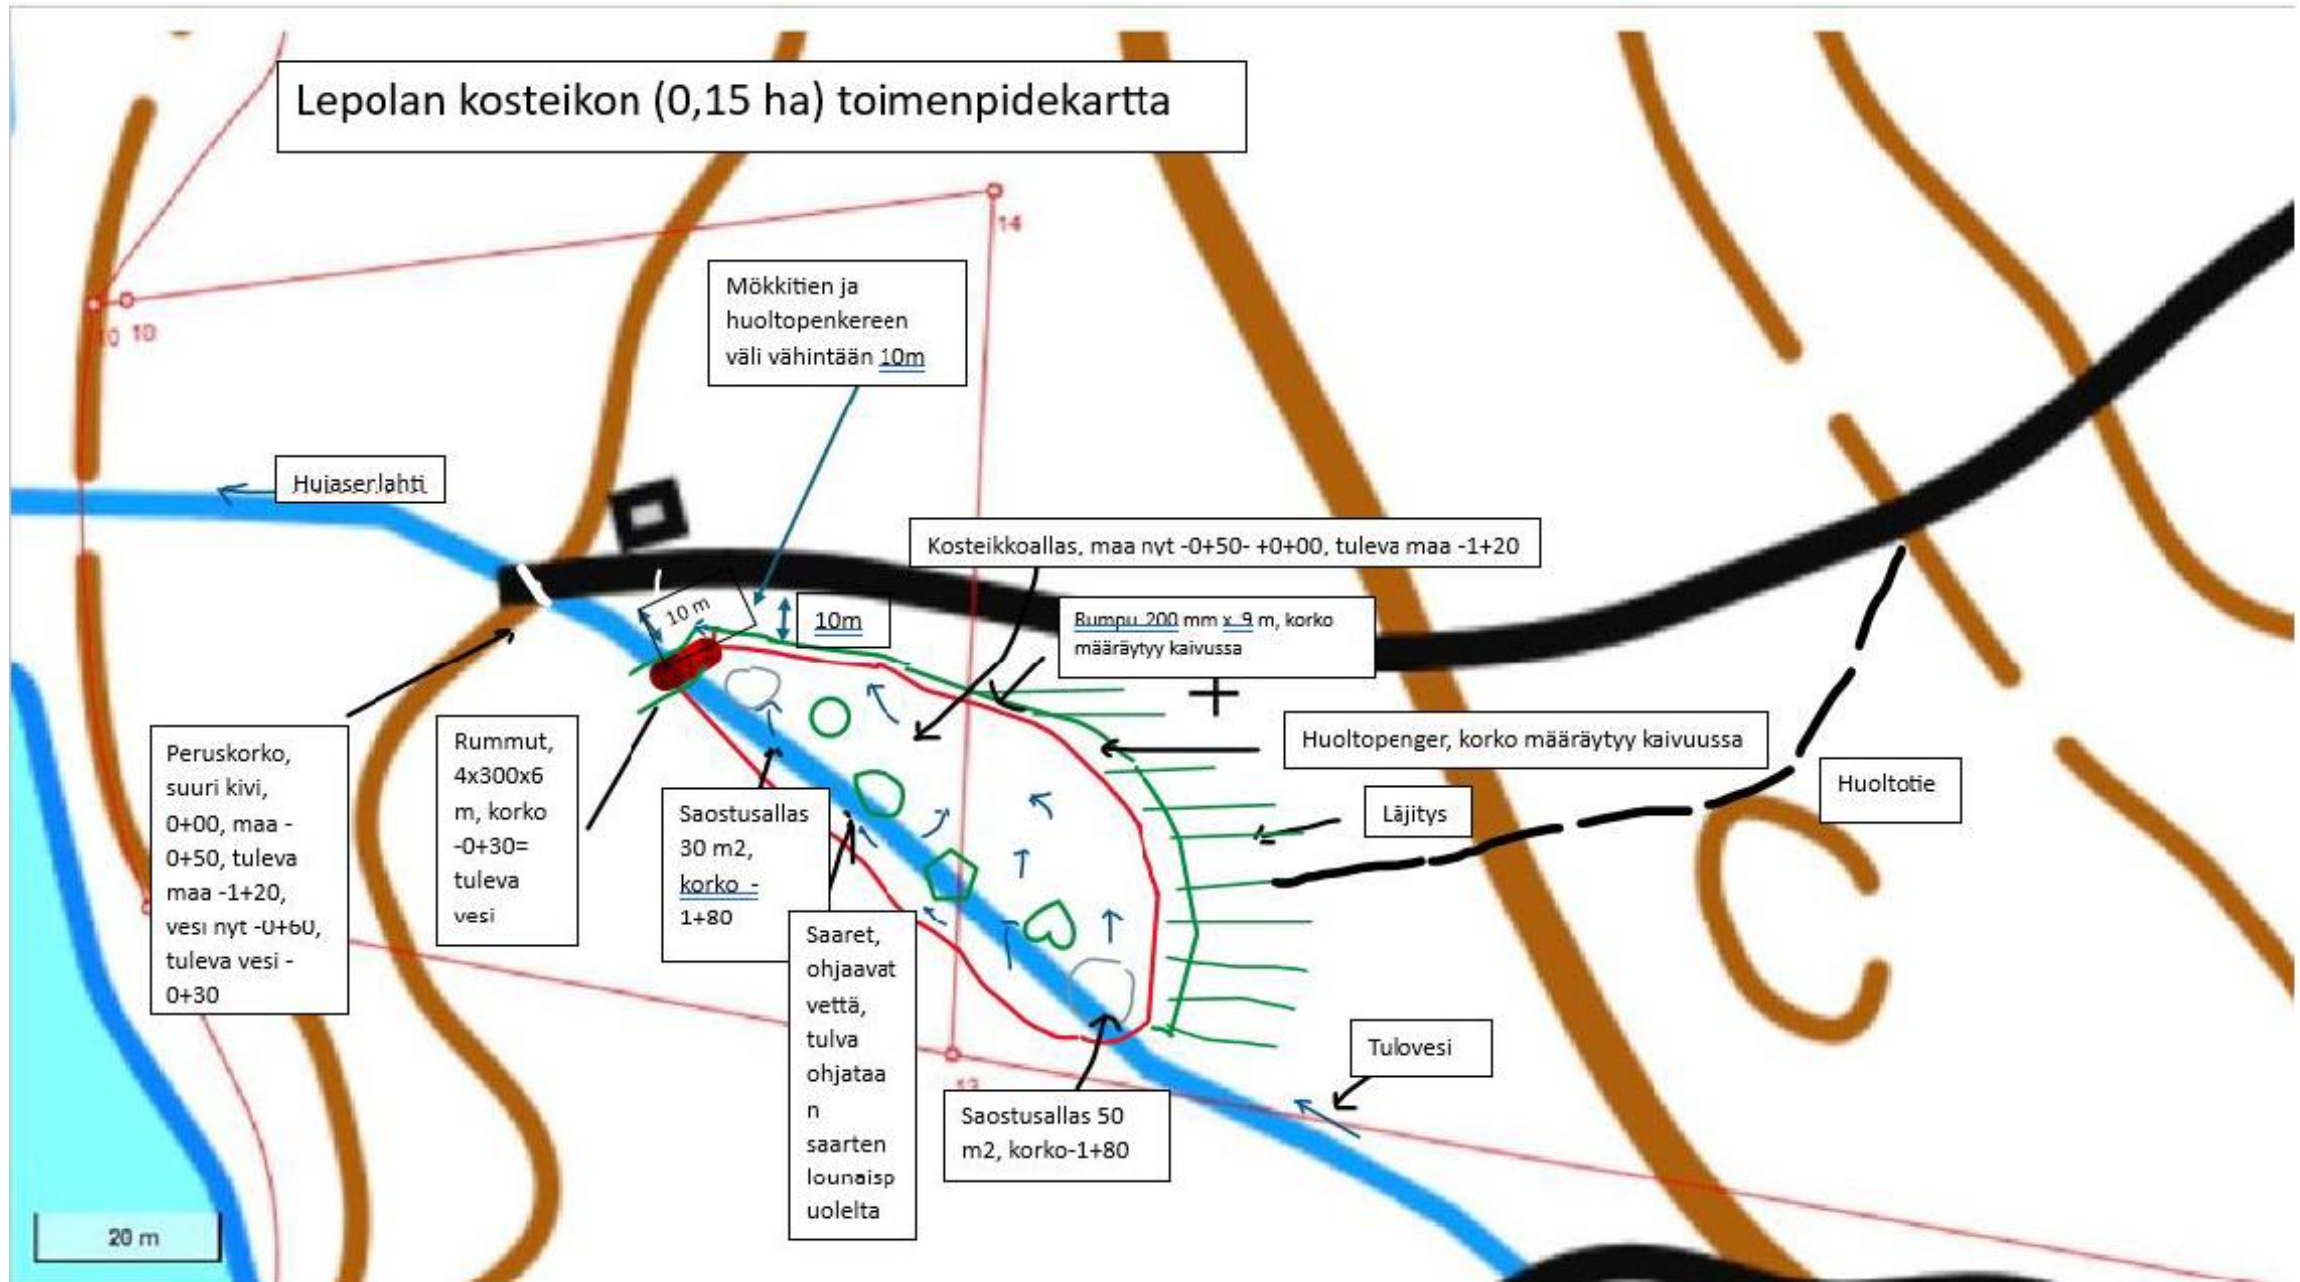 Lepolan kosteikon (0,15 ha) toimenpidekartta
14
10
10
Mökkitien ja
huoltopenkereen
väli vähintään 10m
Kosteikkoallas, maa nyt -0+50- +0+00, tuleva maa -1+20
10 m
10m
Rumpu 200 mm x 9 m, korko
määräytyy kaivussa
Huoltopenger, korko määräytyy kaivuussa
Läjitys
Huoltotie
Peruskorko,
suuri kivi,
0+00, maa -
0+50, tuleva
maa -1+20,
vesi nyt -0+60,
tuleva vesi -
0+30
Rummut,
4x300x6
m, korko
-0+30=
tuleva
vesi
Saostusallas
30 m2,
korko -
1+80
Saaret,
ohjaavat
vettä,
tulva
ohjataa
n
saarten
lounaisp
uolelta
Tulovesi
13
Saostusallas 50
m2, korko-1+80
20 m